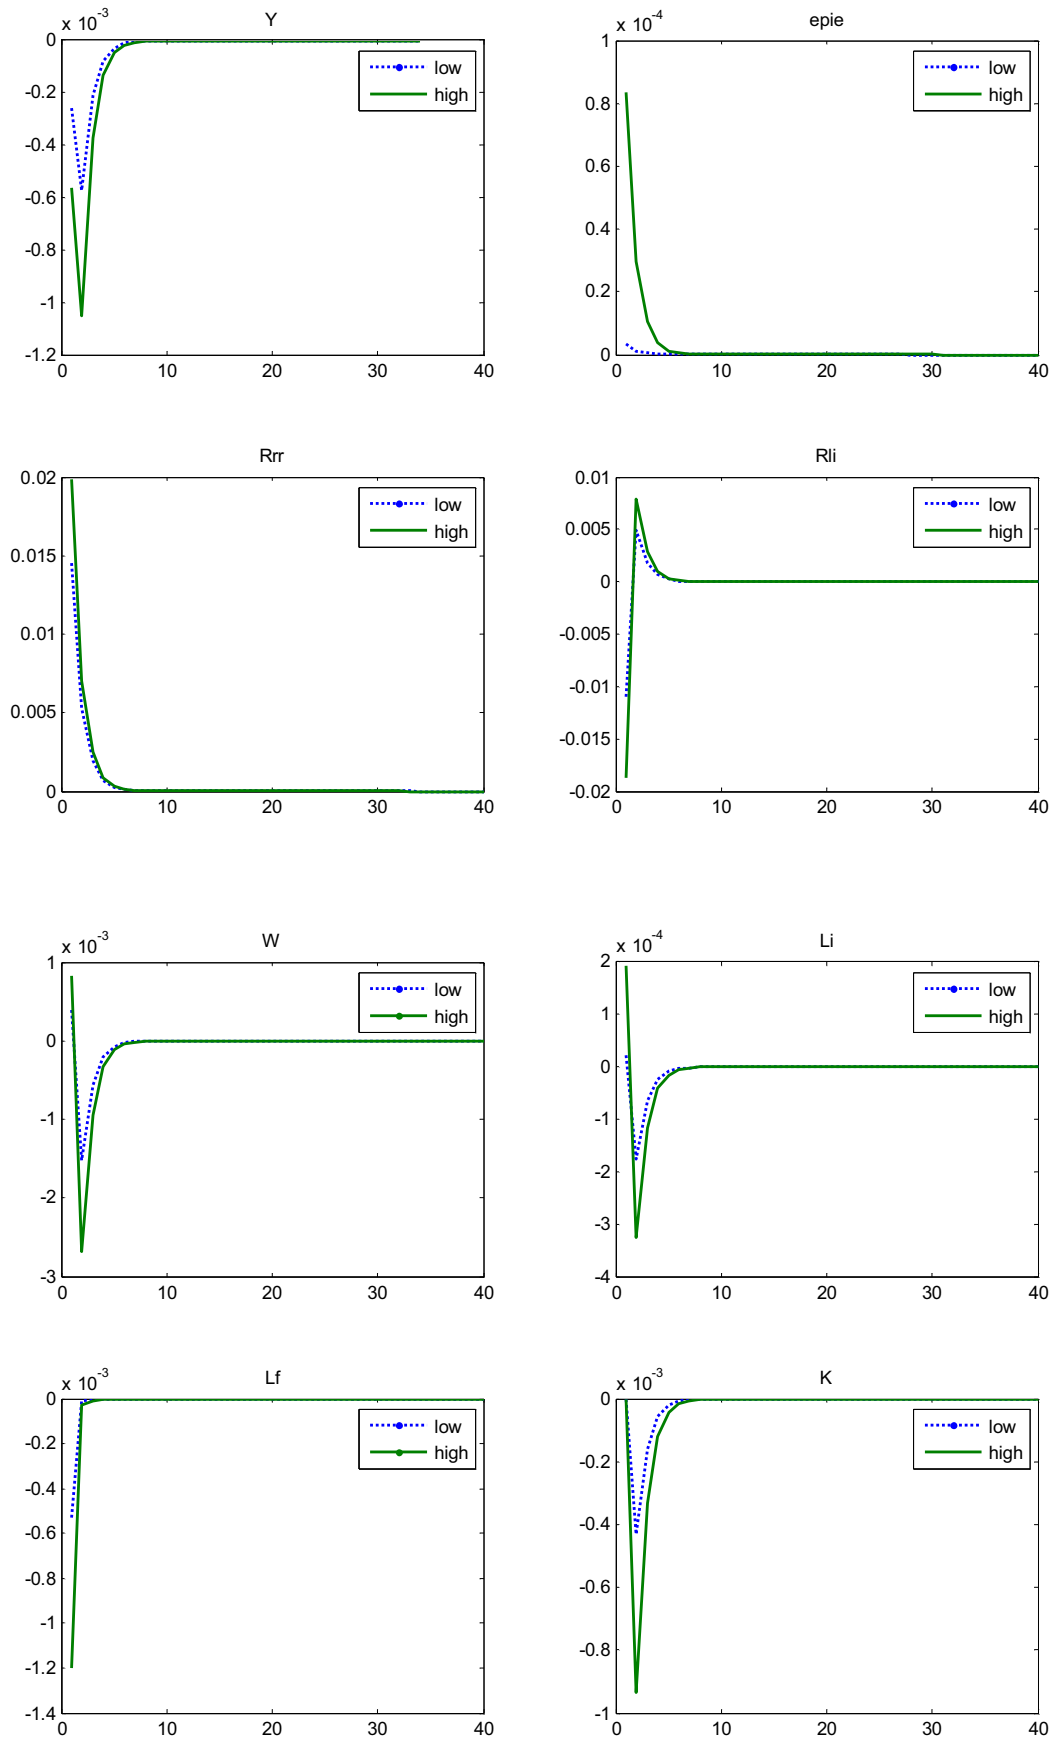 x 10-3
Y
0
-0.2
-0.4
-0.6
-0.8
-1
-1.2
0 10 20 30 40
low
high
x 10-4
epie
1
0.8
0.6
0.4
0.2
0
0 10 20 30 40
low
high
Rrr
0.02
0.015
0.01
0.005
0
0 10 20 30 40
low
high
Rli
0.01
0.005
0
-0.005
-0.01
-0.015
-0.02
0 10 20 30 40
low
high
x 10-3
W
1
0
-1
-2
-3
0 10 20 30 40
low
high
x 10-4
Li
2
0
-2
-4
0 10 20 30 40
low
high
x 10-3
Lf
0
-0.2
-0.4
-0.6
-0.8
-1
-1.2
-1.4
0 10 20 30 40
low
high
x 10-3
K
0
-0.2
-0.4
-0.6
-0.8
-1
0 10 20 30 40
low
high